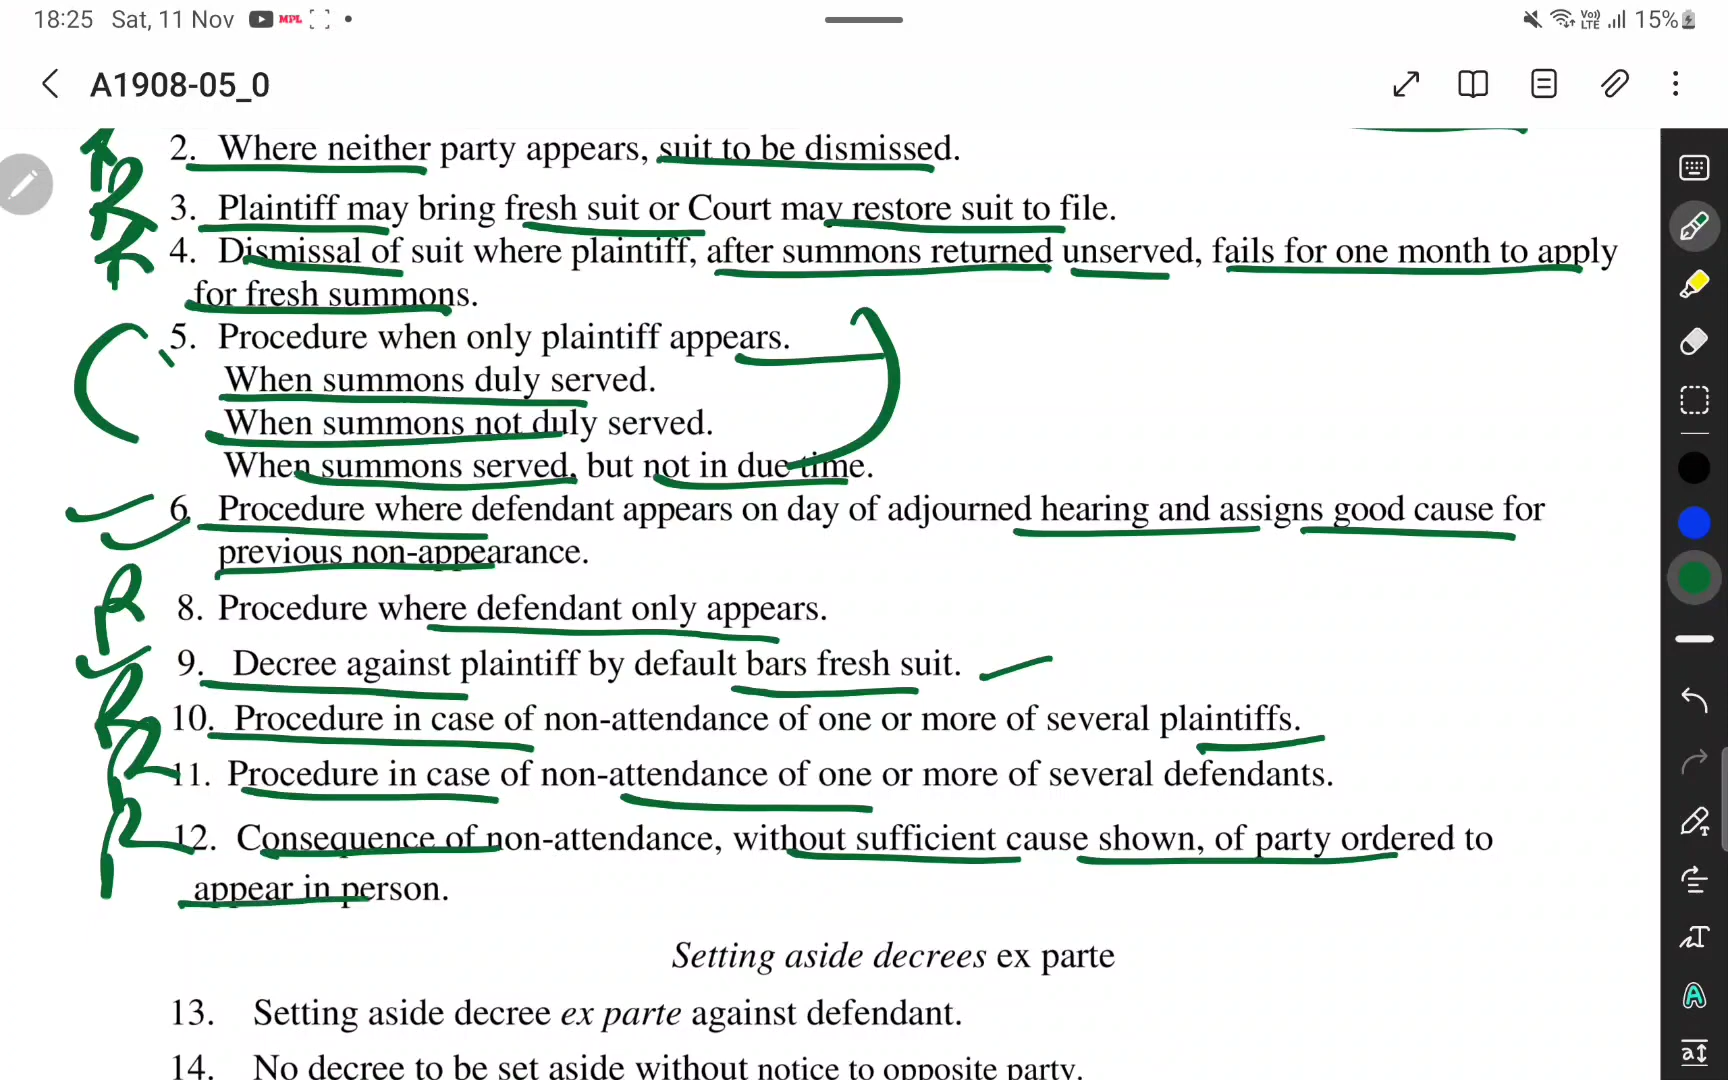 18:25 Sat, 11 Nov MPL Vo)) LTE 15%
A1908-05_0
2. Where neither party appears, suit to be dismissed.
3. Plaintiff may bring fresh suit or Court may restore suit to file.
4. Dismissal of suit where plaintiff, after summons returned unserved, fails for one month to apply
for fresh summons.
5. Procedure when only plaintiff appears.
When summons duly served.
When summons not duly served.
When summons served, but not in due time.
6. Procedure where defendant appears on day of adjourned hearing and assigns good cause for
previous non-appearance.
R 8. Procedure where defendant only appears.
9. Decree against plaintiff by default bars fresh suit.
R 10. Procedure in case of non-attendance of one or more of several plaintiffs.
R 11. Procedure in case of non-attendance of one or more of several defendants.
R 12. Consequence of non-attendance, without sufficient cause shown, of party ordered to
appear in person.
Setting aside decrees ex parte
13. Setting aside decree ex parte against defendant.
14. No decree to be set aside without notice to opposite party.